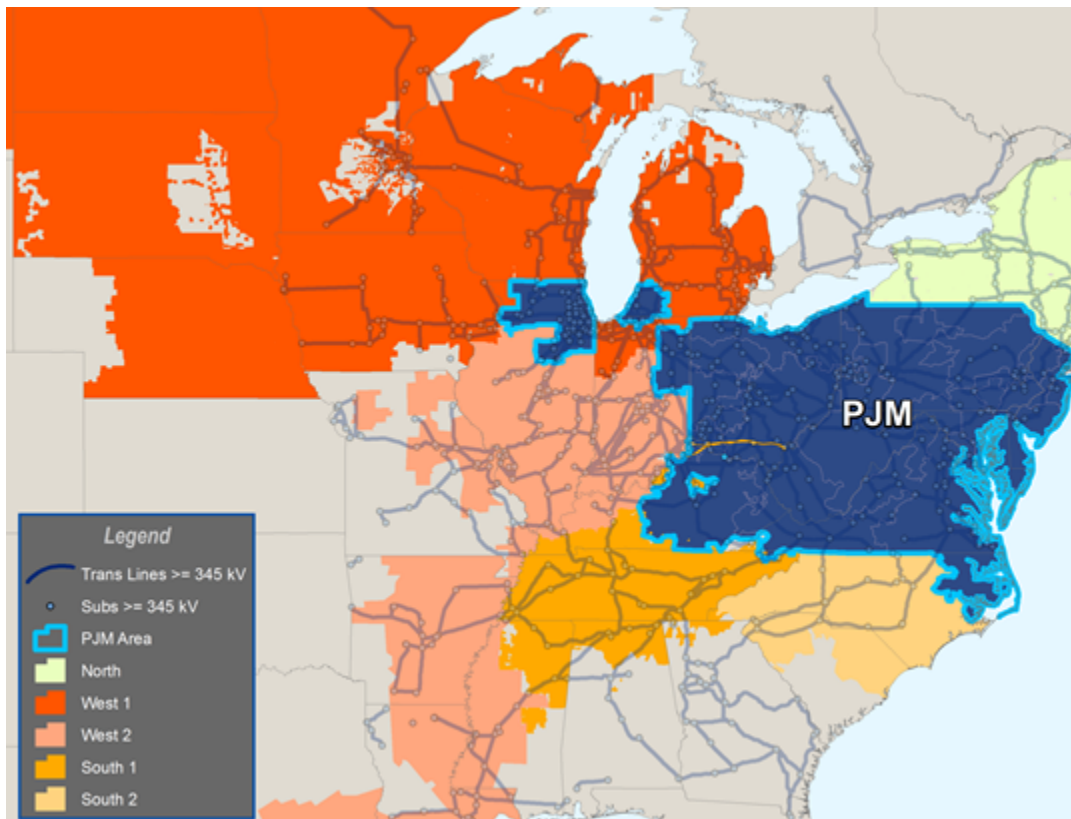 PJM
Legend
Trans Lines >= 345 kV
Subs >= 345 kV
PJM Area
North
West 1
West 2
South 1
South 2